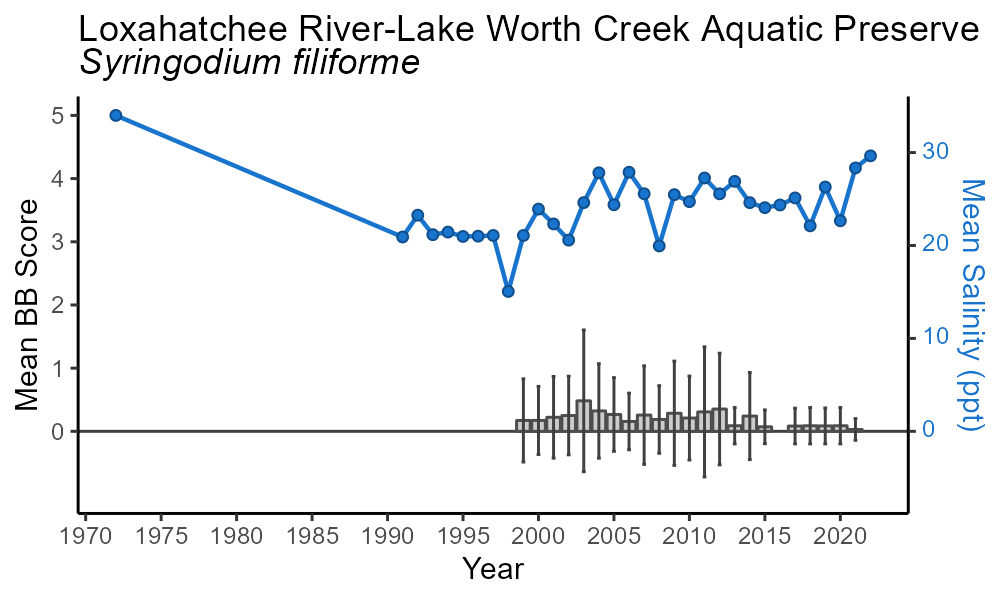 Loxahatchee River-Lake Worth Creek Aquatic Preserve
Syringodium filiforme
Mean BB Score
5
4
3
2
1
0
30
20
10
0
Mean Salinity (ppt)
1970 1975 1980 1985 1990 1995 2000 2005 2010 2015 2020
Year